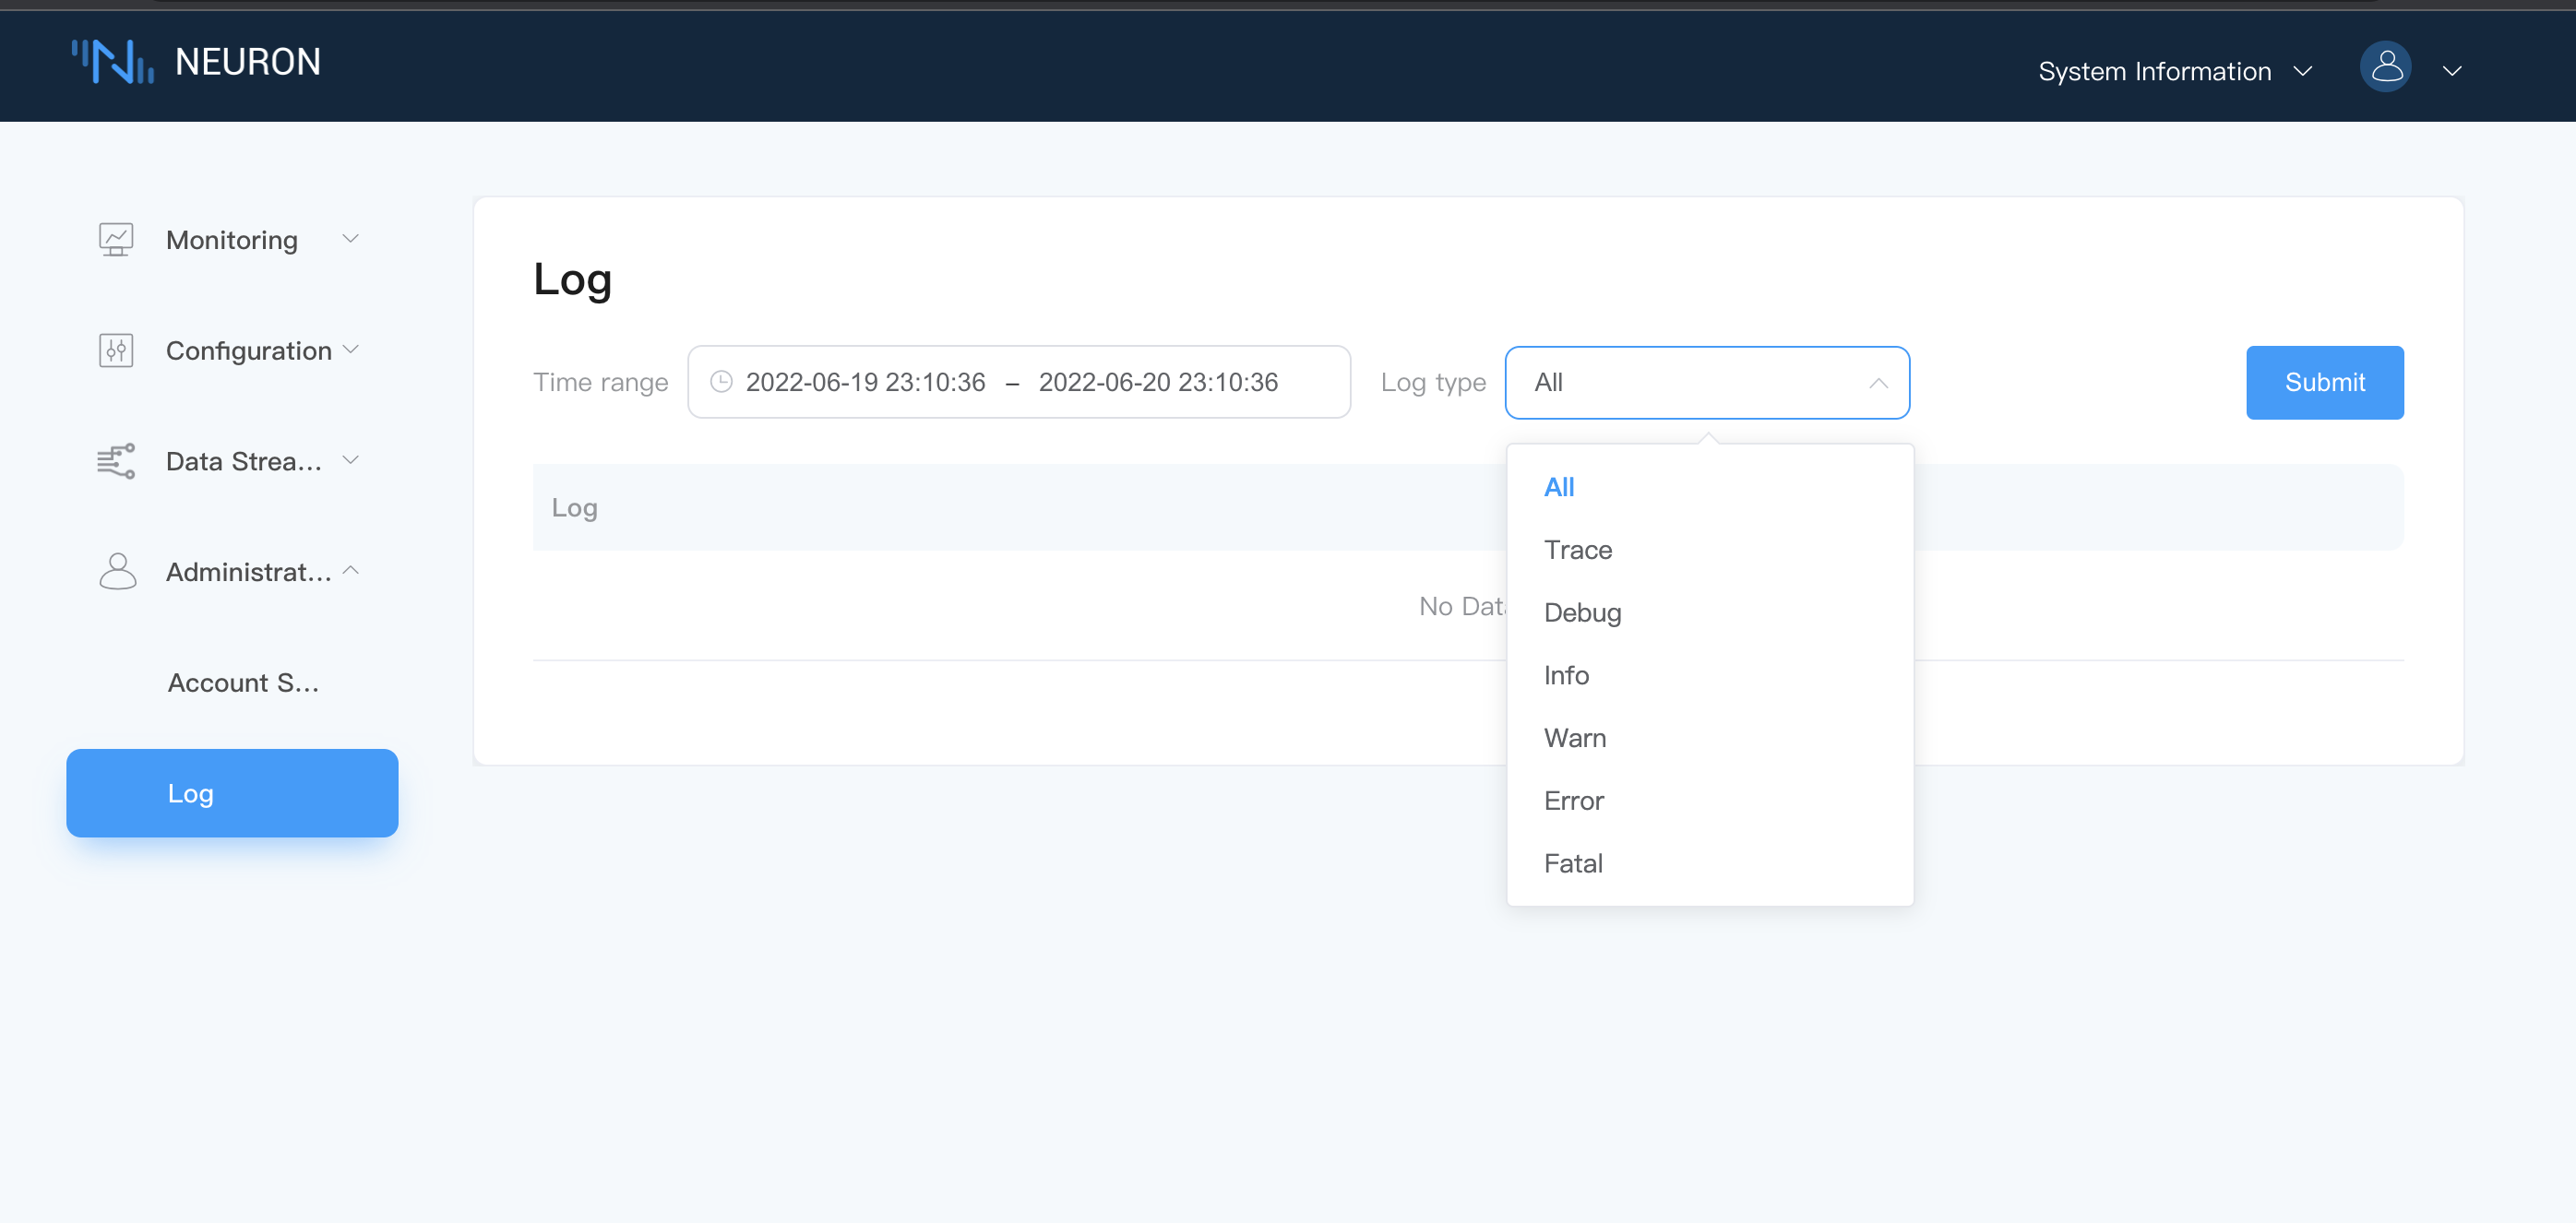 NEURON
System Information
Monitoring
Configuration
Data Strea...
Administrat...
Account S...
Log
Log
Time range 2022-06-19 23:10:36 – 2022-06-20 23:10:36 Log type All Submit
Log
No Data
All
Trace
Debug
Info
Warn
Error
Fatal